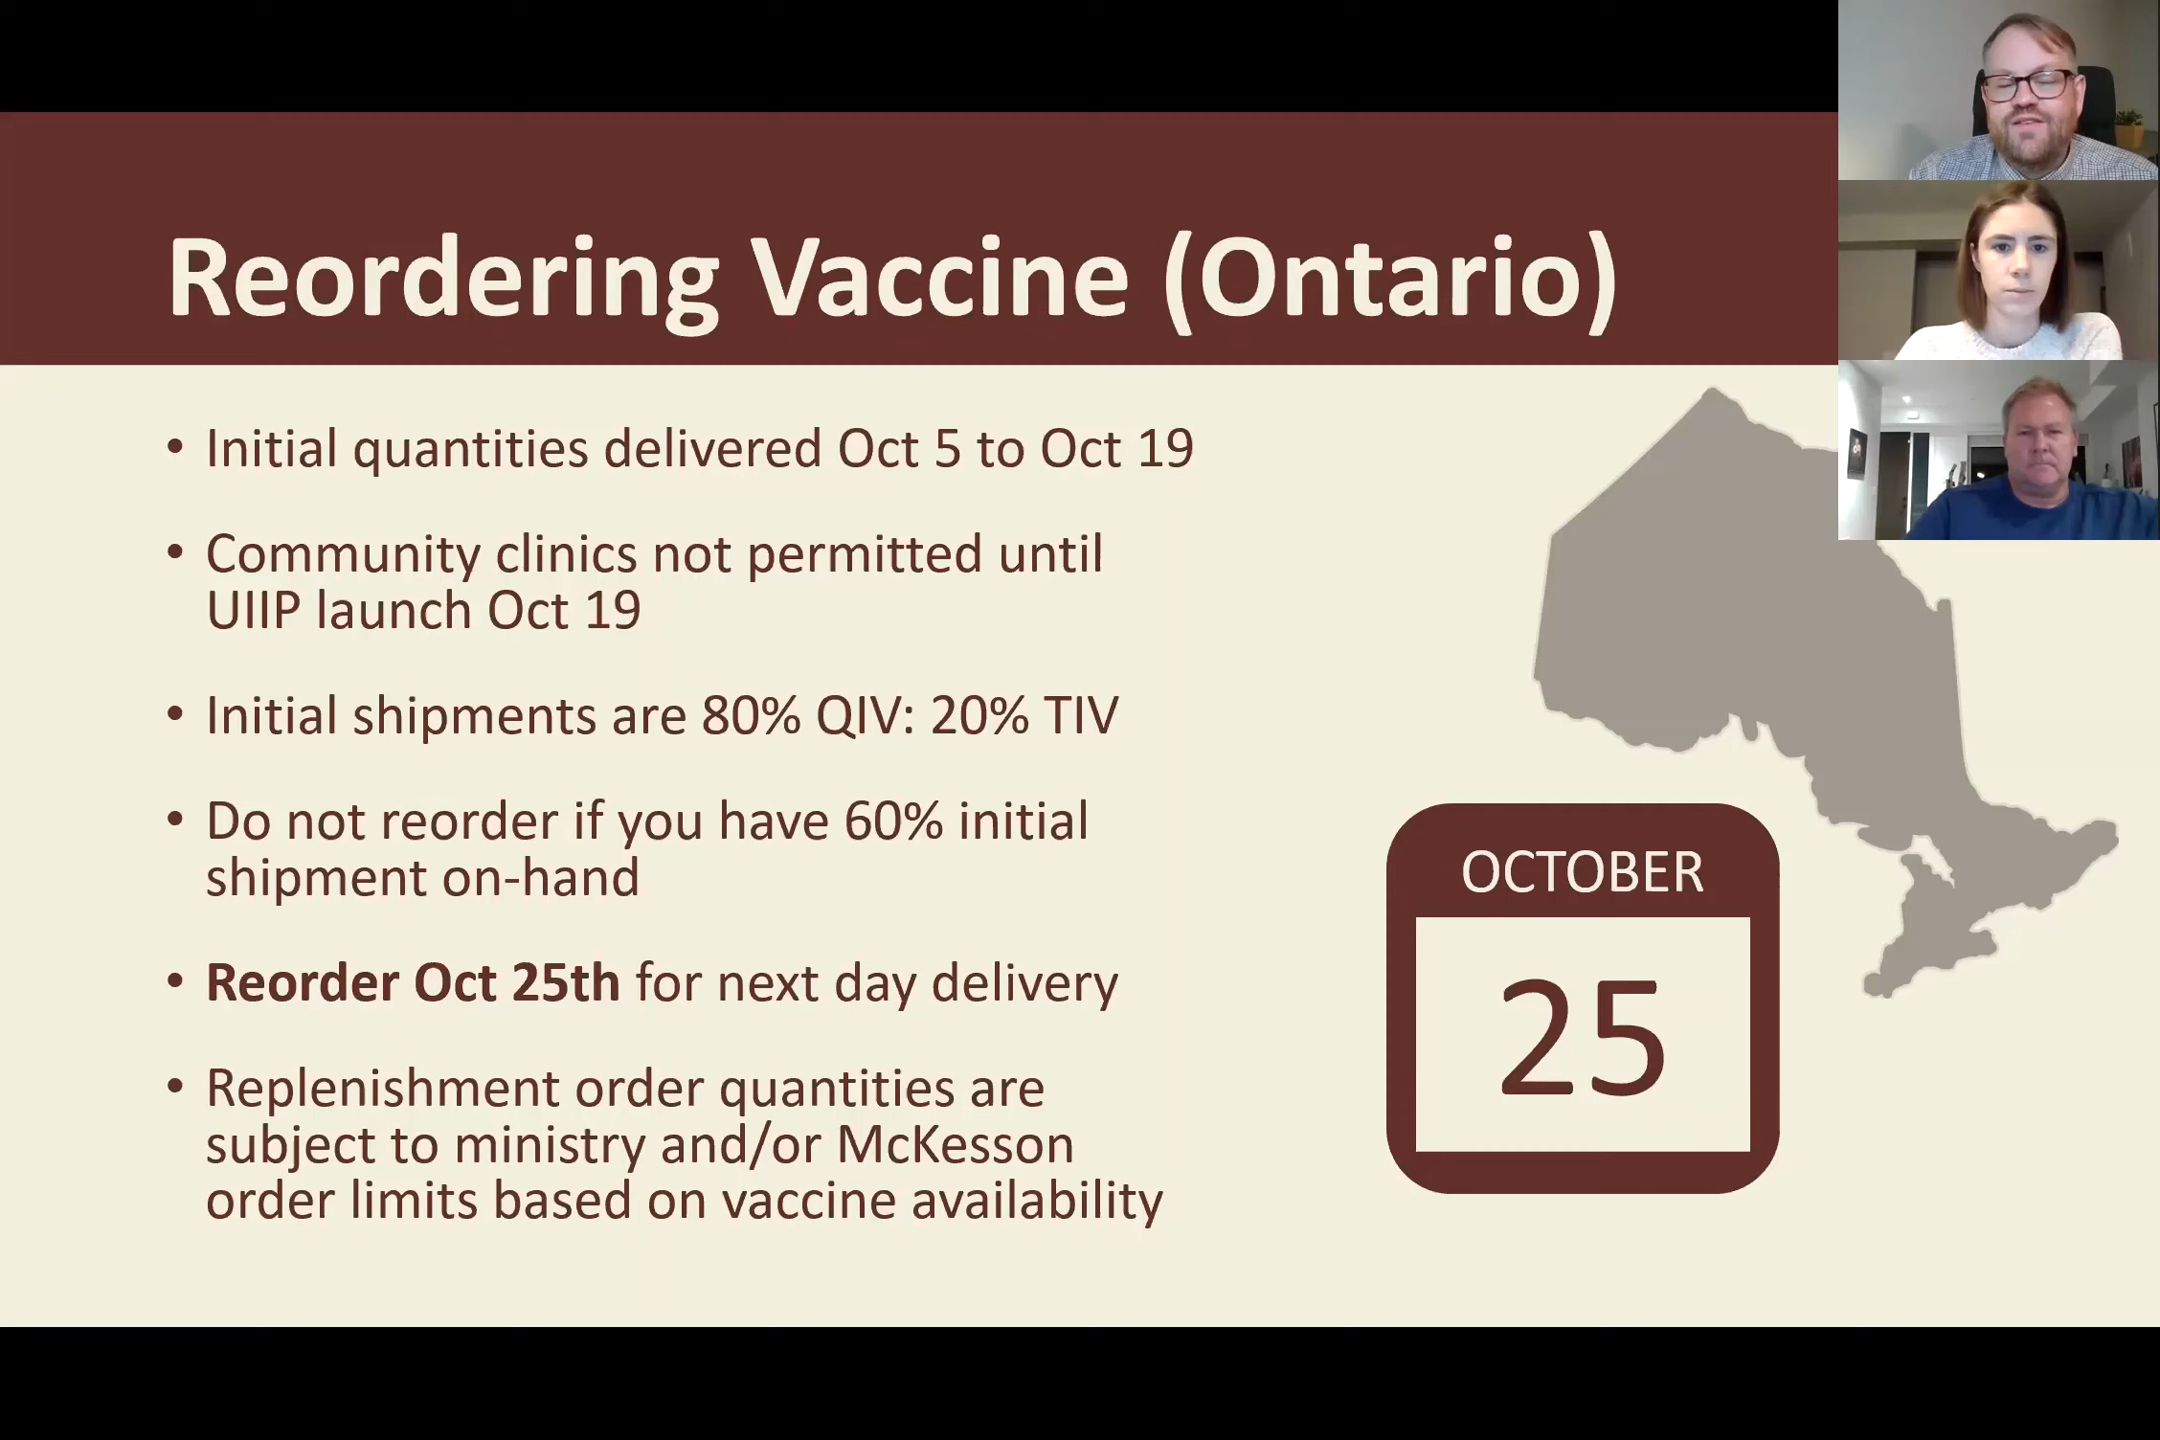 Reordering Vaccine (Ontario)
• Initial quantities delivered Oct 5 to Oct 19
• Community clinics not permitted until
UIIP launch Oct 19
• Initial shipments are 80% QIV: 20% TIV
• Do not reorder if you have 60% initial
shipment on-hand
• Reorder Oct 25th for next day delivery
• Replenishment order quantities are
subject to ministry and/or McKesson
order limits based on vaccine availability
OCTOBER
25